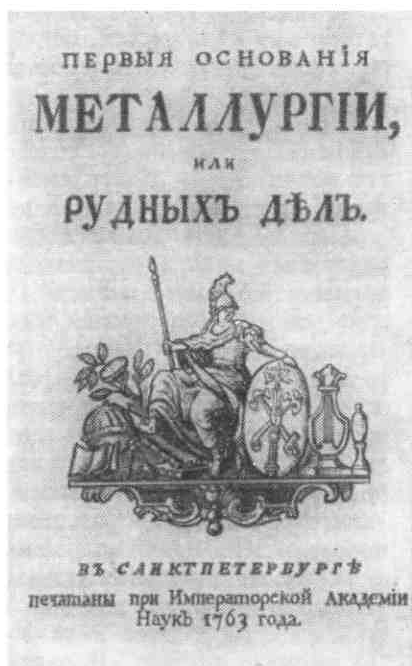 ПЕРВЫЯ ОСНОВАНІЯ
МЕТАЛЛУРГІИ,
ИЛИ
РУДНЫХЪ ДѢЛЪ.
ВЪ САНКТПЕТЕРБУРГѢ
печатаны при Императорской Академіи
Наукъ 1763 года.